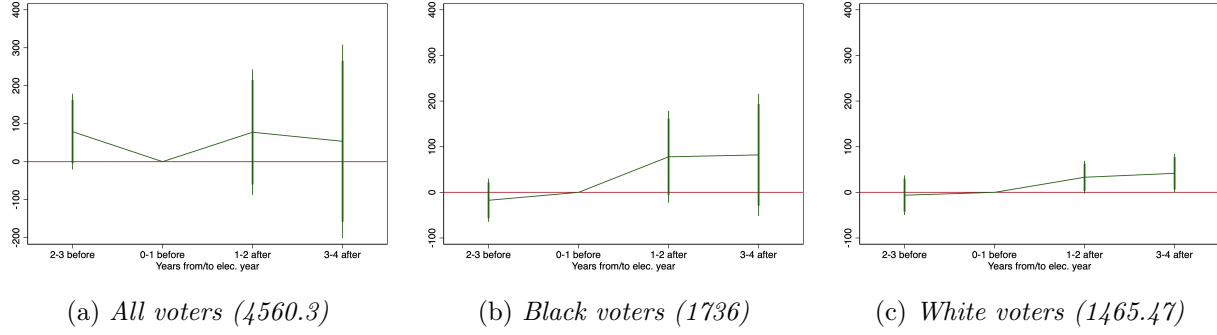 400
300
200
100
0
-100
-200
2-3 before 0-1 before 1-2 after 3-4 after
Years from/to elec. year
(a) All voters (4560.3)
400
300
200
100
0
-100
2-3 before 0-1 before 1-2 after 3-4 after
Years from/to elec. year
(b) Black voters (1736)
400
300
200
100
0
-100
2-3 before 0-1 before 1-2 after 3-4 after
Years from/to elec. year
(c) White voters (1465.47)